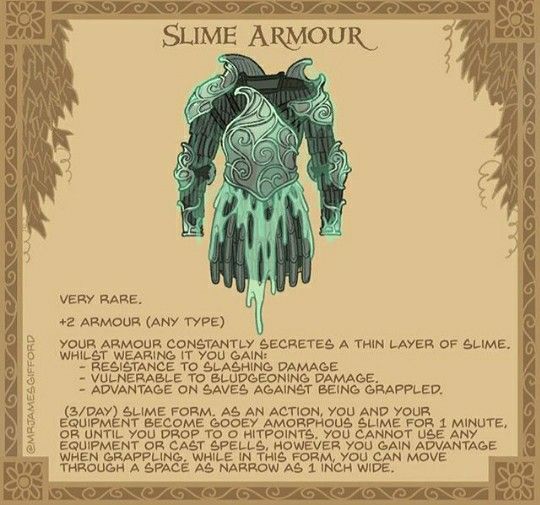 SLIME ARMOUR
VERY RARE.
+2 ARMOUR (ANY TYPE)
YOUR ARMOUR CONSTANTLY SECRETES A THIN LAYER OF SLIME.
WHILST WEARING IT YOU GAIN:
- RESISTANCE TO SLASHING DAMAGE
- VULNERABLE TO BLUDGEONING DAMAGE.
- ADVANTAGE ON SAVES AGAINST BEING GRAPPLED.
(3/DAY) SLIME FORM. AS AN ACTION, YOU AND YOUR
EQUIPMENT BECOME GOOEY AMORPHOUS SLIME FOR 1 MINUTE,
OR UNTIL YOU DROP TO 0 HITPOINTS. YOU CANNOT USE ANY
EQUIPMENT OR CAST SPELLS, HOWEVER YOU GAIN ADVANTAGE
WHEN GRAPPLING. WHILE IN THIS FORM, YOU CAN MOVE
THROUGH A SPACE AS NARROW AS 1 INCH WIDE.
@MRJAMESGIFFORD